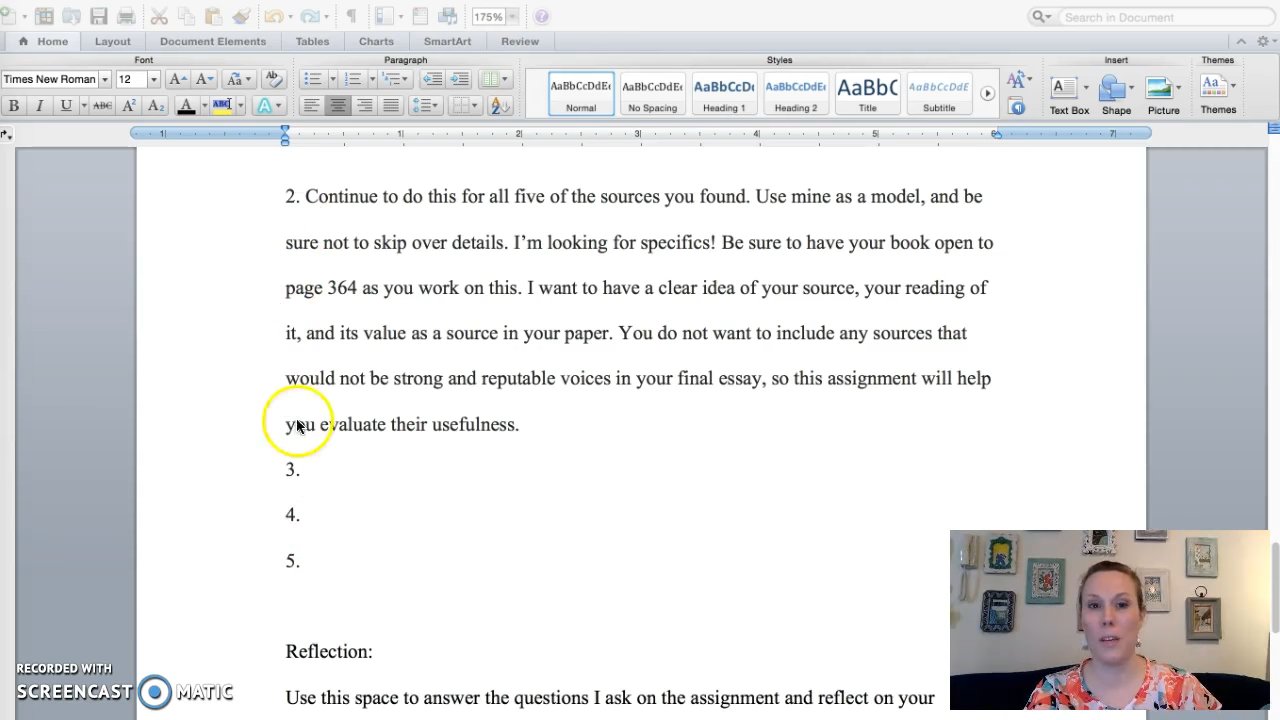 175%
Search in Document
Home Layout Document Elements Tables Charts SmartArt Review
Font Paragraph Styles Insert Themes
Times New Roman 12
AaBbCcDdEe AaBbCcDdEe AaBbCcDc AaBbCcDdEe AaBbC AaBbCcDdEe
Normal No Spacing Heading 1 Heading 2 Title Subtitle Text Box Shape Picture Themes
2. Continue to do this for all five of the sources you found. Use mine as a model, and be
sure not to skip over details. I’m looking for specifics! Be sure to have your book open to
page 364 as you work on this. I want to have a clear idea of your source, your reading of
it, and its value as a source in your paper. You do not want to include any sources that
would not be strong and reputable voices in your final essay, so this assignment will help
you evaluate their usefulness.
3.
4.
5.
Reflection:
Use this space to answer the questions I ask on the assignment and reflect on your
RECORDED WITH
SCREENCAST MATIC